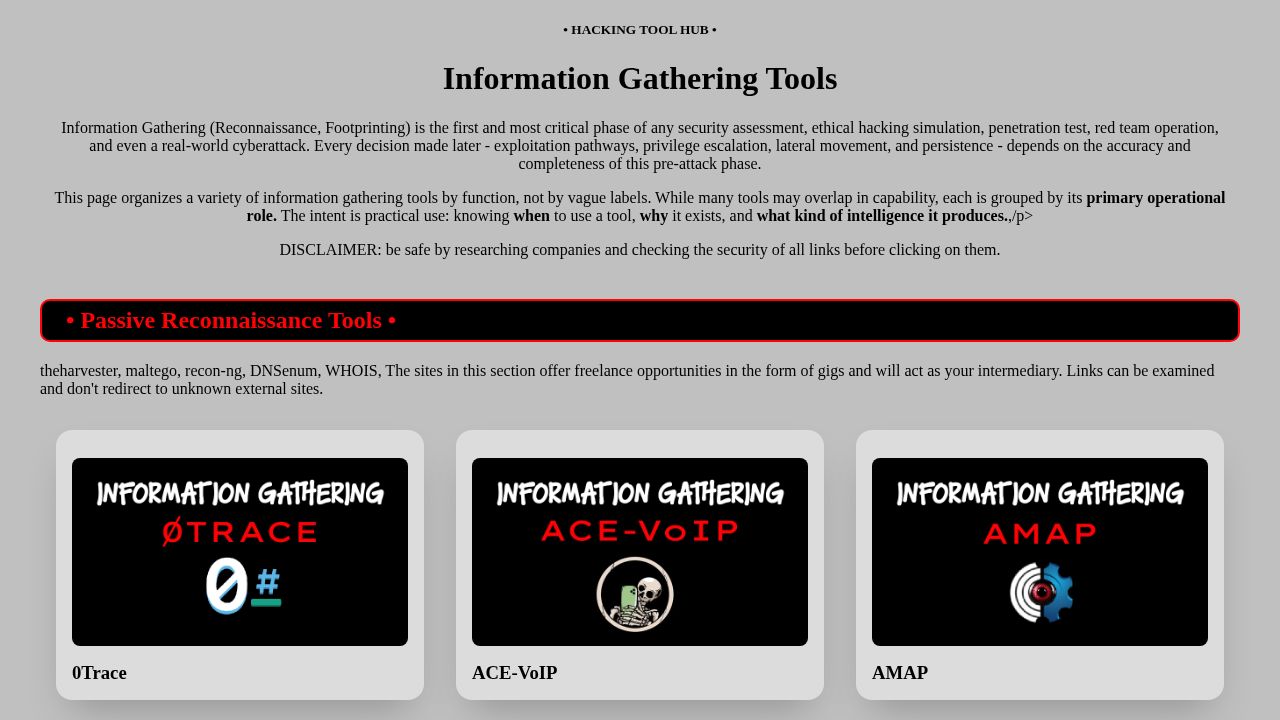 • HACKING TOOL HUB •
Information Gathering Tools
Information Gathering (Reconnaissance, Footprinting) is the first and most critical phase of any security assessment, ethical hacking simulation, penetration test, red team operation,
and even a real-world cyberattack. Every decision made later - exploitation pathways, privilege escalation, lateral movement, and persistence - depends on the accuracy and
completeness of this pre-attack phase.
This page organizes a variety of information gathering tools by function, not by vague labels. While many tools may overlap in capability, each is grouped by its primary operational
role. The intent is practical use: knowing when to use a tool, why it exists, and what kind of intelligence it produces.,/p>
DISCLAIMER: be safe by researching companies and checking the security of all links before clicking on them.
• Passive Reconnaissance Tools •
theharvester, maltego, recon-ng, DNSenum, WHOIS, The sites in this section offer freelance opportunities in the form of gigs and will act as your intermediary. Links can be examined
and don't redirect to unknown external sites.
INFORMATION GATHERING
ØTRACE
0#
0Trace
INFORMATION GATHERING
ACE-VoIP
ACE-VoIP
INFORMATION GATHERING
AMAP
AMAP